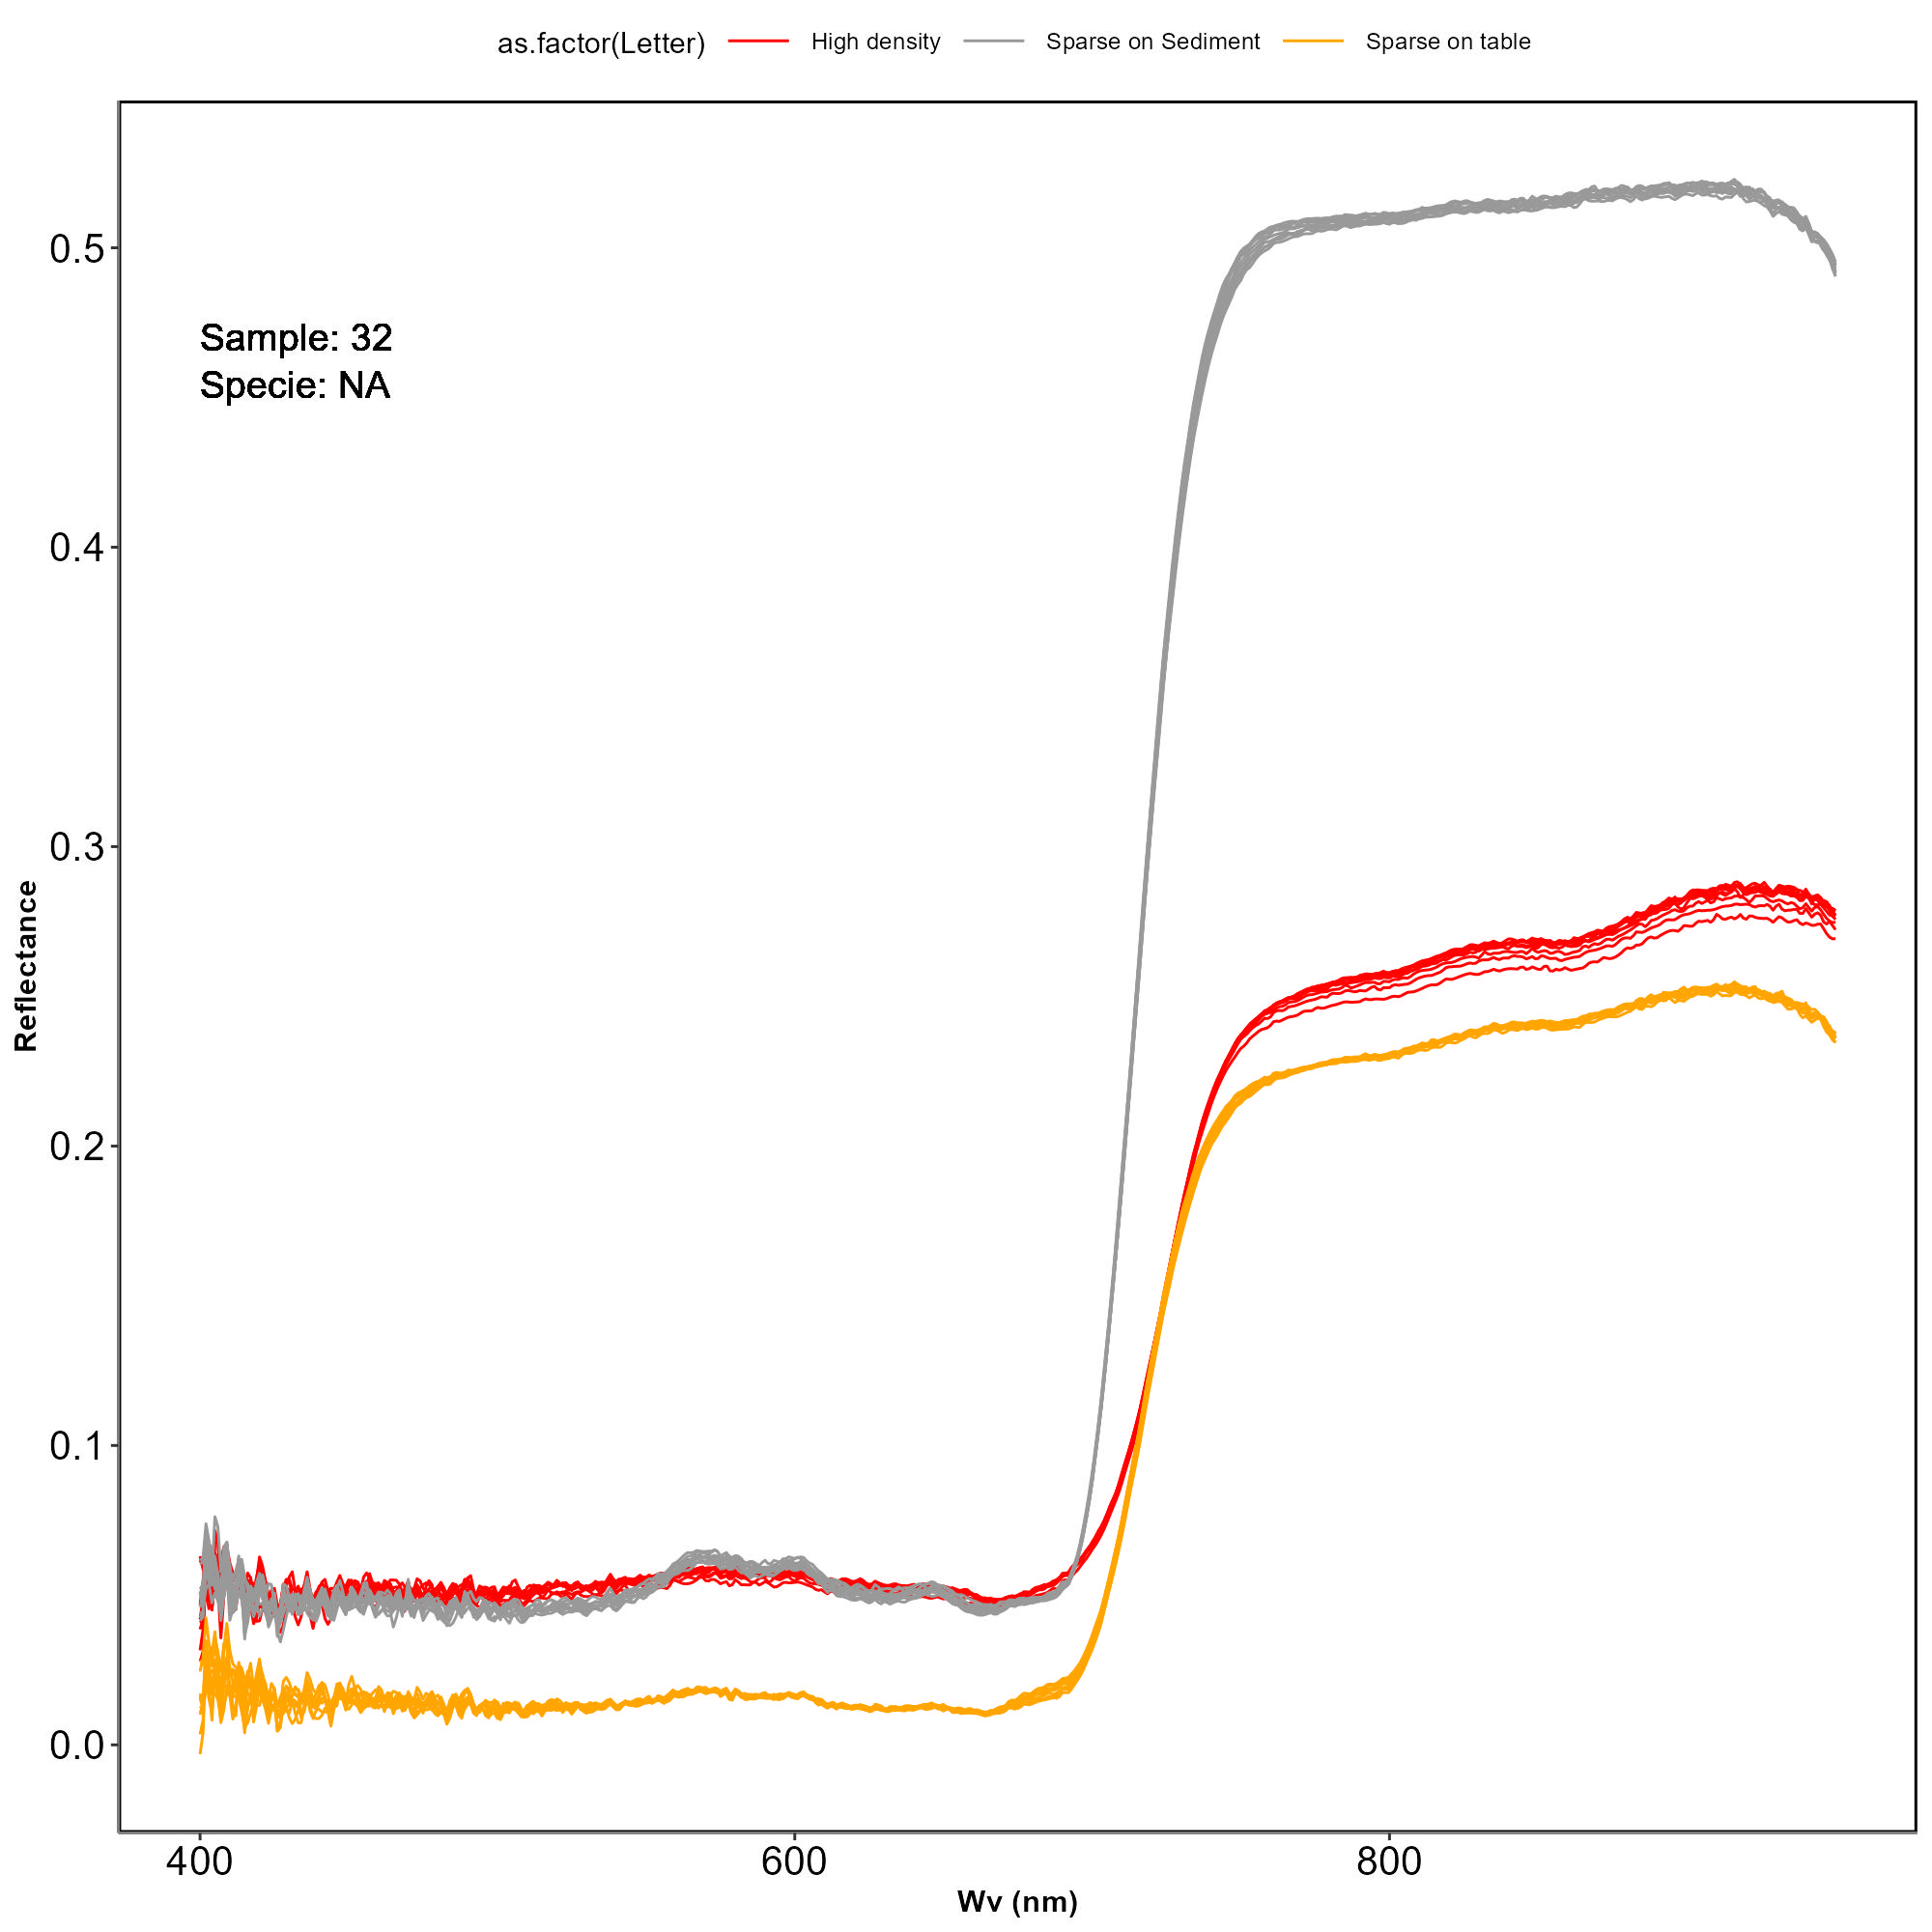 as.factor(Letter) High density Sparse on Sediment Sparse on table
0.5
Sample: 32
Specie: NA
0.4
0.3
Reflectance
0.2
0.1
0.0
400 600 800
Wv (nm)